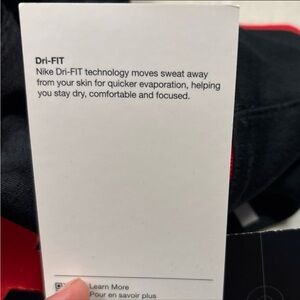 Dri-FIT
Nike Dri-FIT technology moves sweat away
from your skin for quicker evaporation, helping
you stay dry, comfortable and focused.
Learn More
Pour en savoir plus